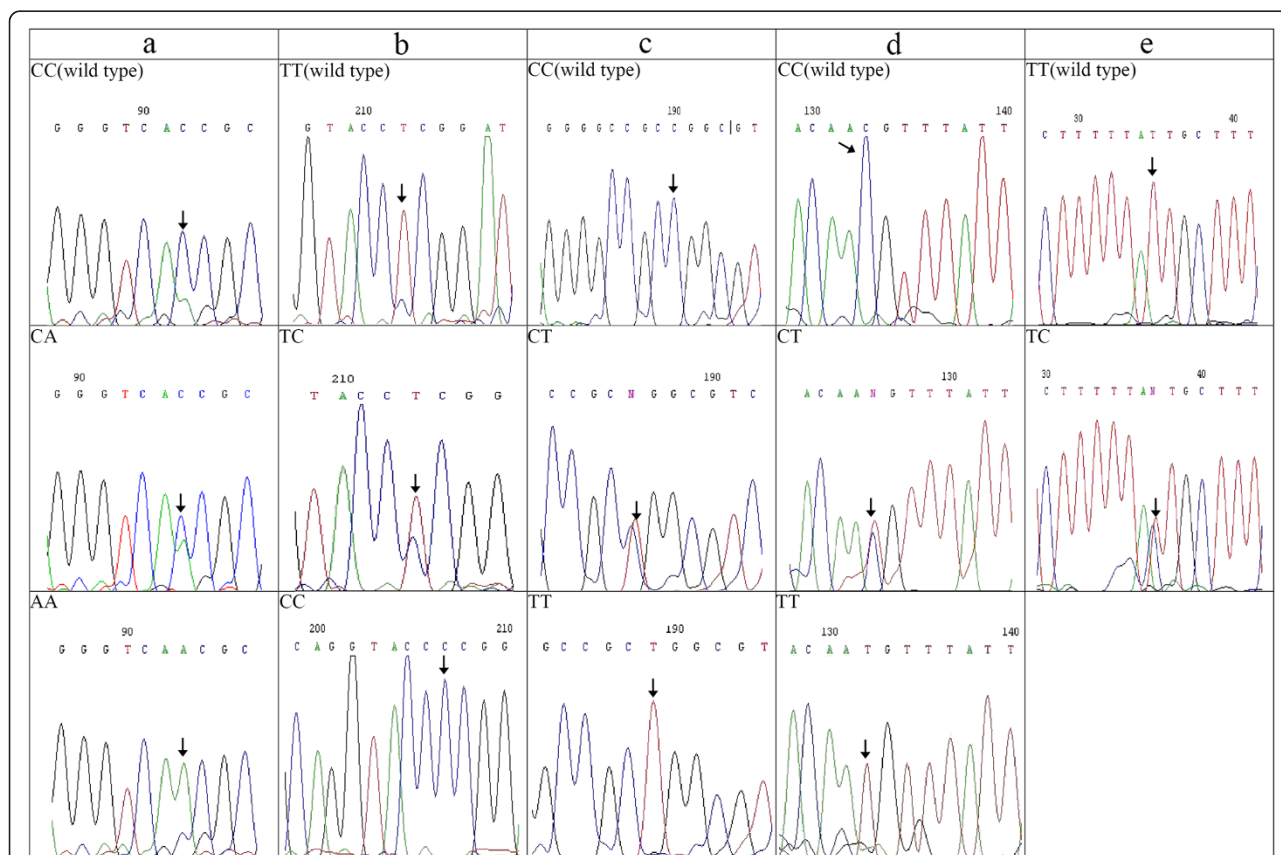 a b c d e
CC(wild type) TT(wild type) CC(wild type) CC(wild type) TT(wild type)
90 210 190 130 140 30 40
G G G T C A C C G C G T A C C T C G G A T G G G G C C G C C G G C G T A C A A C G T T T A T T C T T T T T A T T G C T T T
CA TC CT CT TC
90 210 190 130 30 40
G G G T C A C C G C T A C C T C G G C C G C N G G C G T C A C A A N G T T T A T T C T T T T T A N T G C T T T
AA CC TT TT
90 200 210 190 130 140
G G G T C A A C G C C A G G T A C C C C G G G C C G C T G G C G T A C A A T G T T T A T T